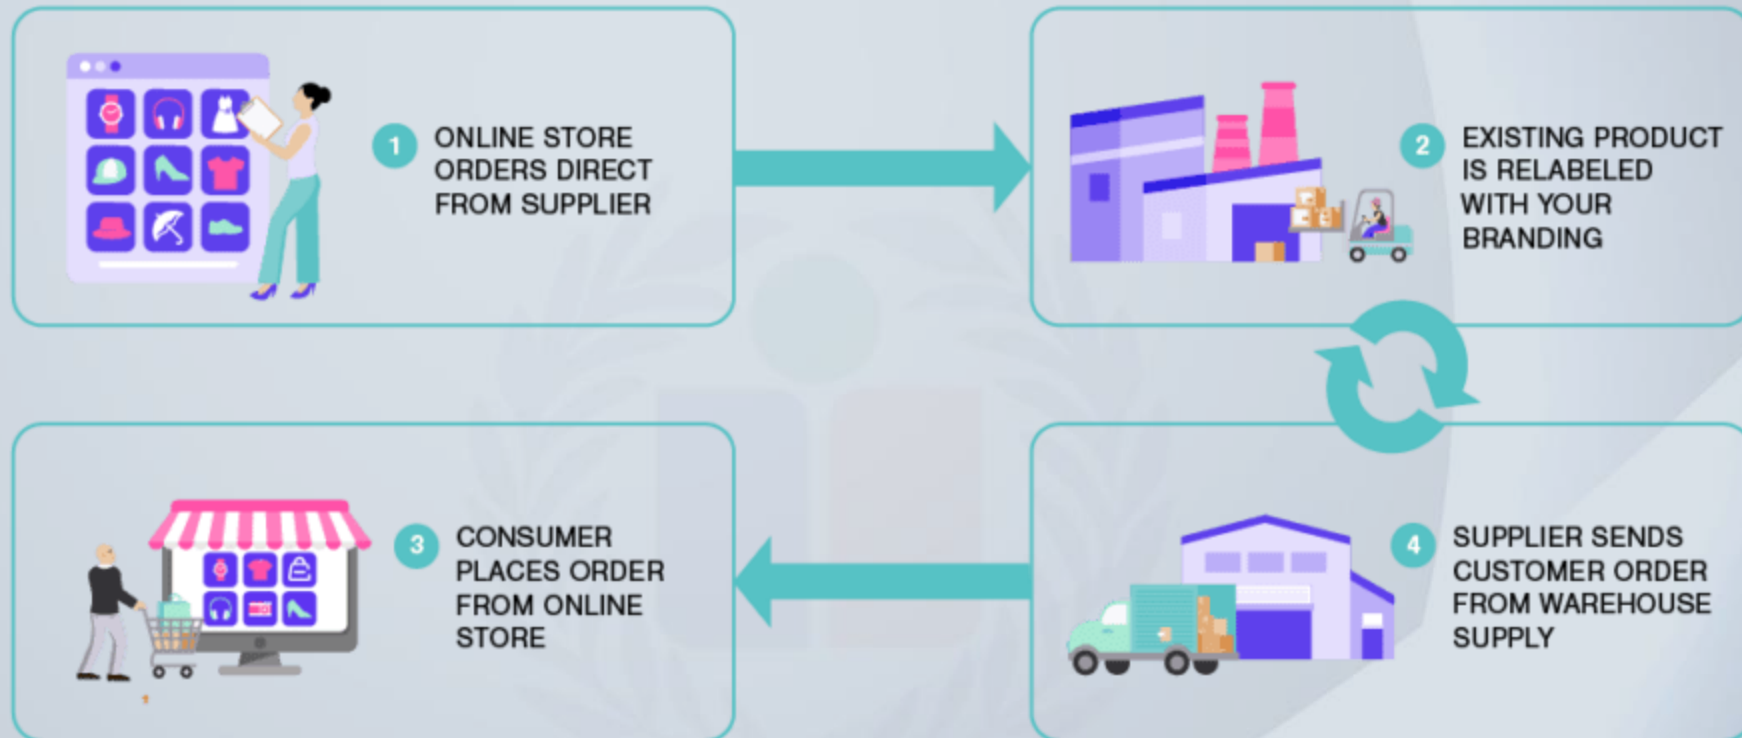 1
ONLINE STORE
ORDERS DIRECT
FROM SUPPLIER
2
EXISTING PRODUCT
IS RELABELED
WITH YOUR
BRANDING
3
CONSUMER
PLACES ORDER
FROM ONLINE
STORE
4
SUPPLIER SENDS
CUSTOMER ORDER
FROM WAREHOUSE
SUPPLY